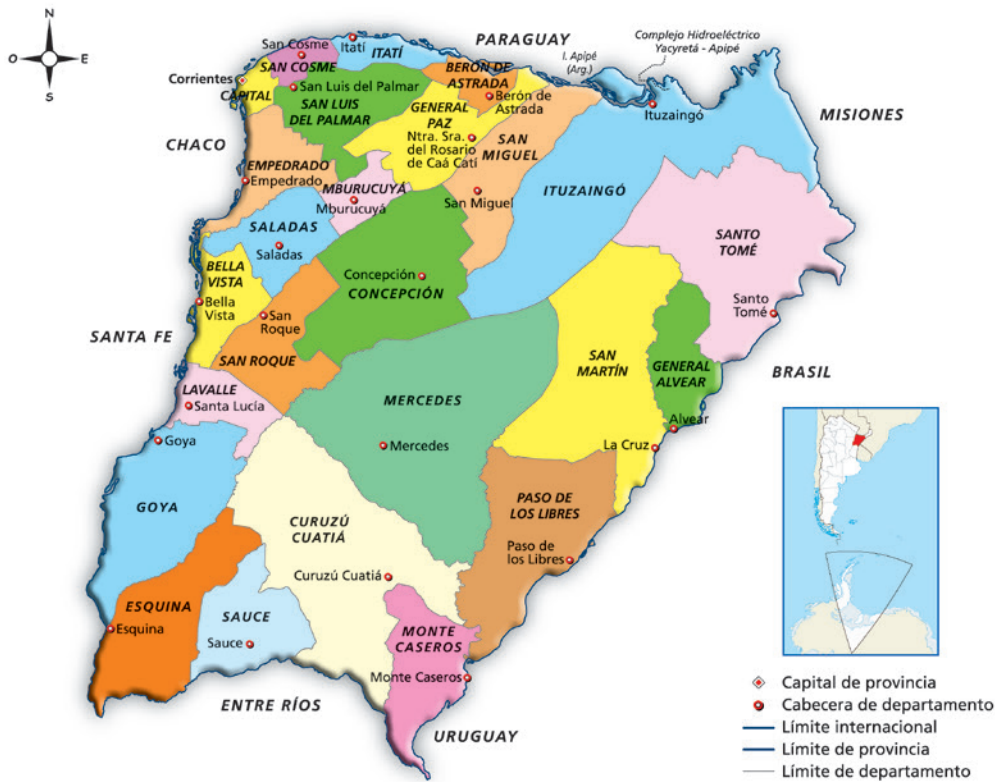 N
O
E
S
PARAGUAY
Complejo Hidroeléctrico
Yacyretá - Apipé
I. Apipé
(Arg.)
San Cosme
Itatí
ITATÍ
SAN COSME
BERÓN DE
ASTRADA
Corrientes
CAPITAL
San Luis del Palmar
SAN LUIS
DEL PALMAR
GENERAL
PAZ
Berón de
Astrada
Ituzaingó
MISIONES
CHACO
Ntra. Sra.
del Rosario
de Caá Catí
SAN
MIGUEL
EMPEDRADO
Empedrado
MBURUCUYÁ
Mburucuyá
San Miguel
ITUZAINGÓ
SALADAS
Saladas
SANTO
TOMÉ
BELLA
VISTA
Bella
Vista
Concepción
CONCEPCIÓN
Santo
Tomé
San
Roque
SANTA FE
SAN ROQUE
SAN
MARTÍN
GENERAL
ALVEAR
BRASIL
LAVALLE
Santa Lucía
MERCEDES
Alvear
Goya
Mercedes
La Cruz
GOYA
PASO DE
LOS LIBRES
CURUZÚ
CUATIÁ
Paso de
los Libres
Curuzú Cuatiá
ESQUINA
Esquina
SAUCE
Sauce
MONTE
CASEROS
Monte Caseros
ENTRE RÍOS
URUGUAY
Capital de provincia
Cabecera de departamento
Límite internacional
Límite de provincia
Límite de departamento